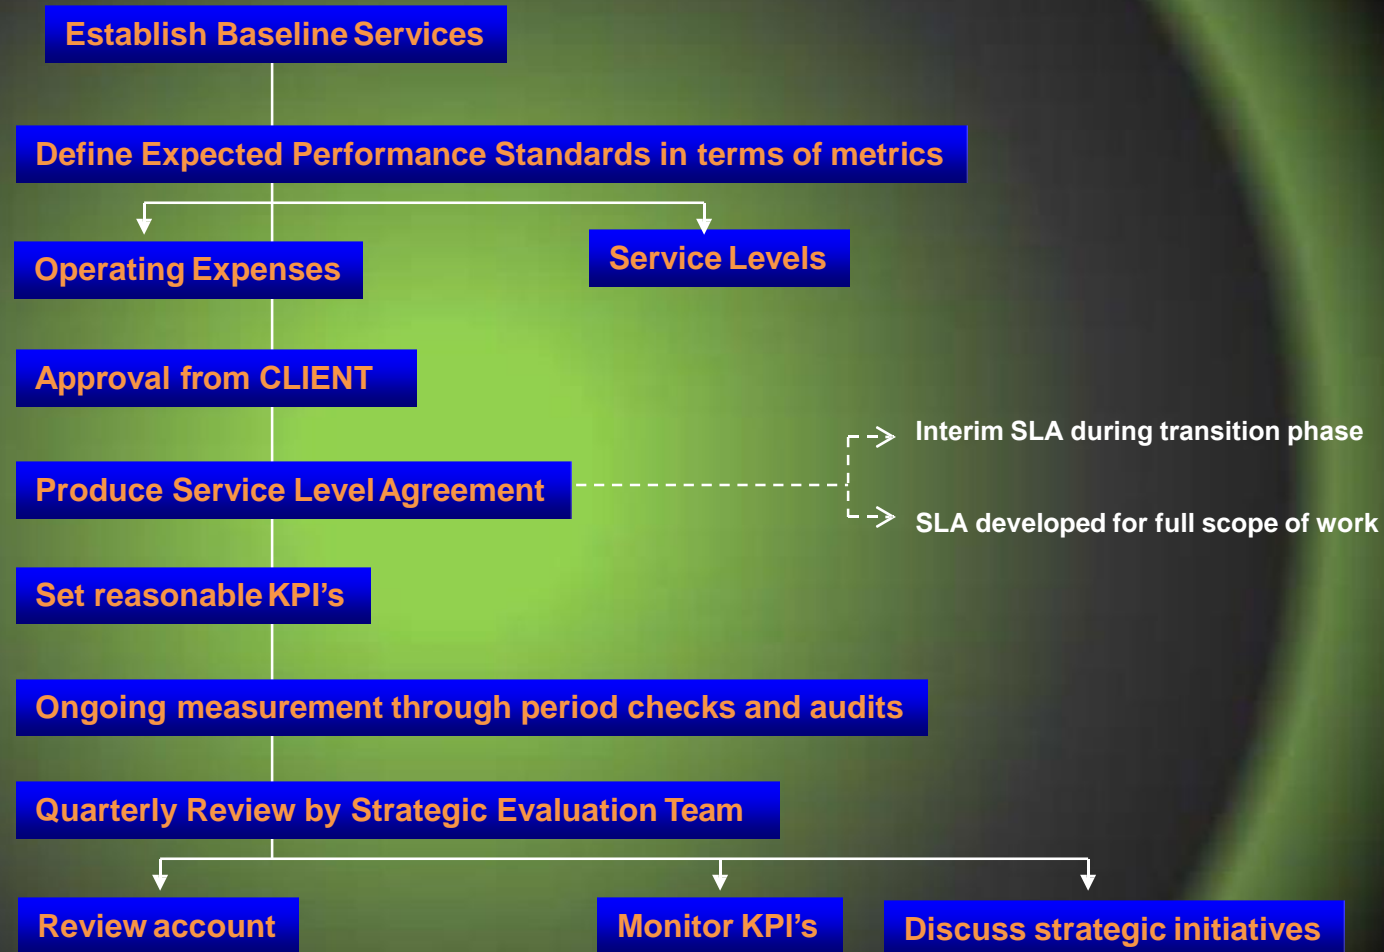 Establish Baseline Services
Define Expected Performance Standards in terms of metrics
Operating Expenses
Service Levels
Approval from CLIENT
Interim SLA during transition phase
Produce Service Level Agreement
SLA developed for full scope of work
Set reasonable KPI’s
Ongoing measurement through period checks and audits
Quarterly Review by Strategic Evaluation Team
Review account
Monitor KPI’s
Discuss strategic initiatives